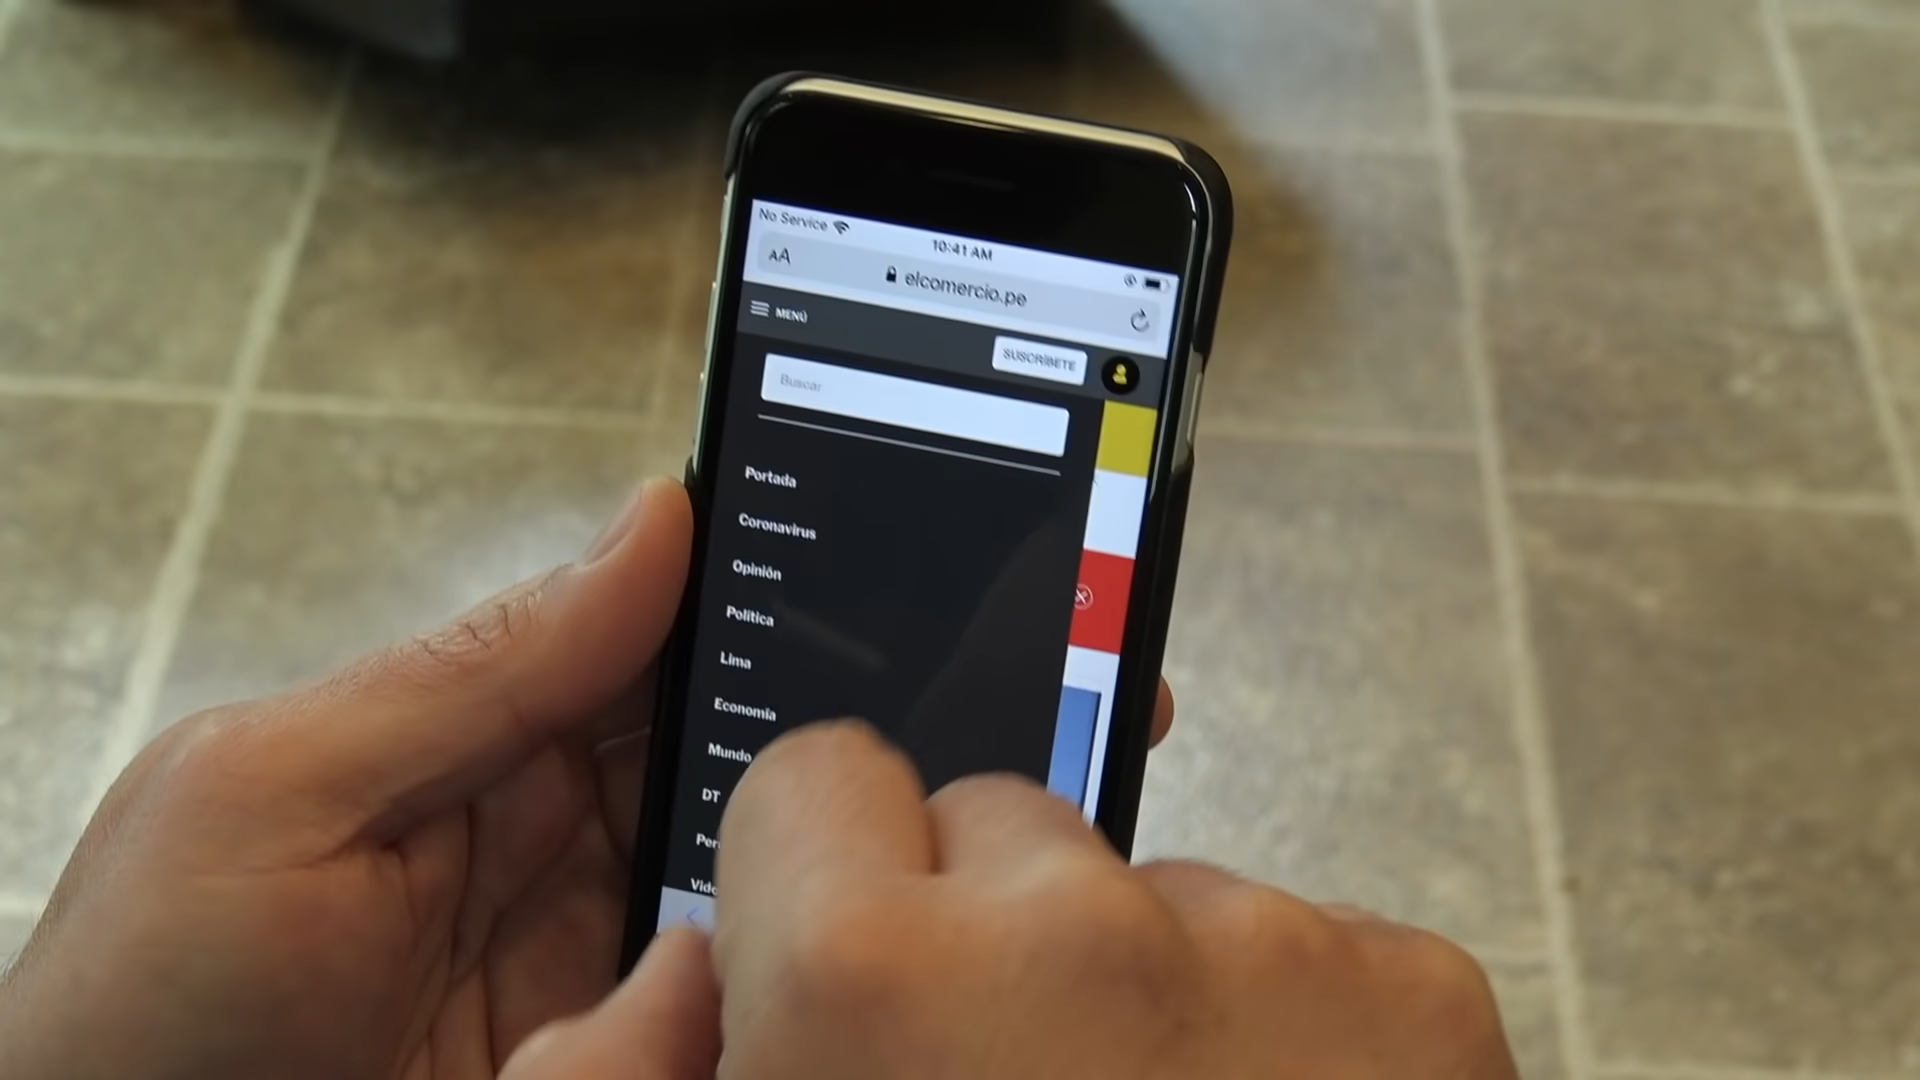 No Service
10:41 AM
AA
elcomercio.pe
MENÚ
SUSCRÍBETE
Buscar
Portada
Coronavirus
Opinión
Política
Lima
Economía
Mundo
DT